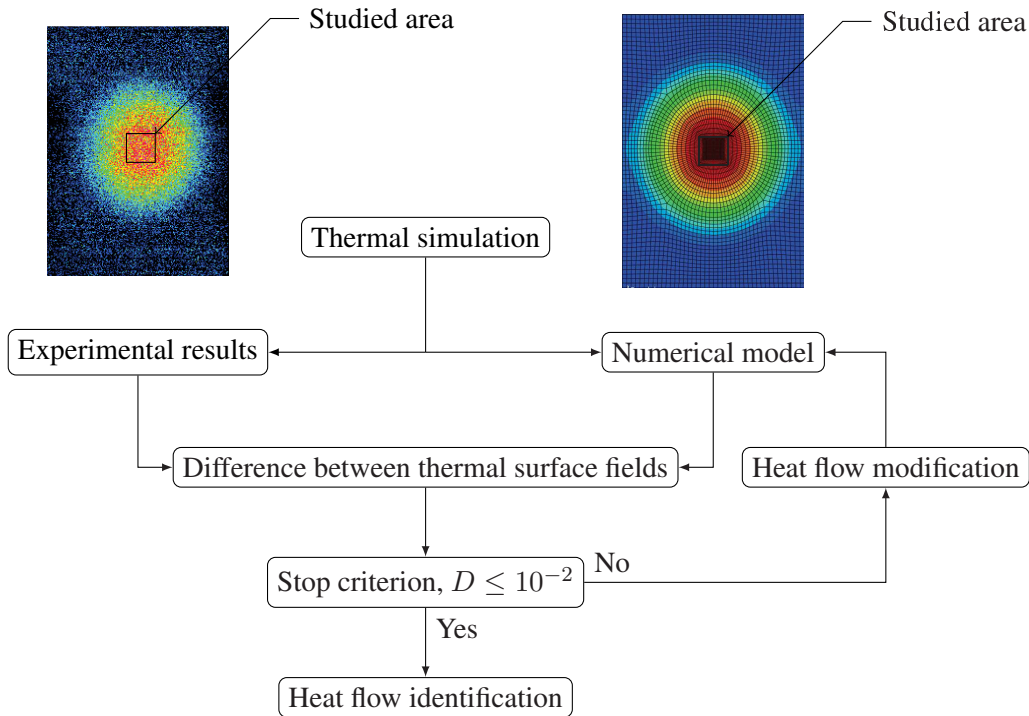 Studied area
Studied area
Thermal simulation
Experimental results
Numerical model
Difference between thermal surface fields
Heat flow modification
Stop criterion, $D \leq 10^{-2}$
No
Yes
Heat flow identification